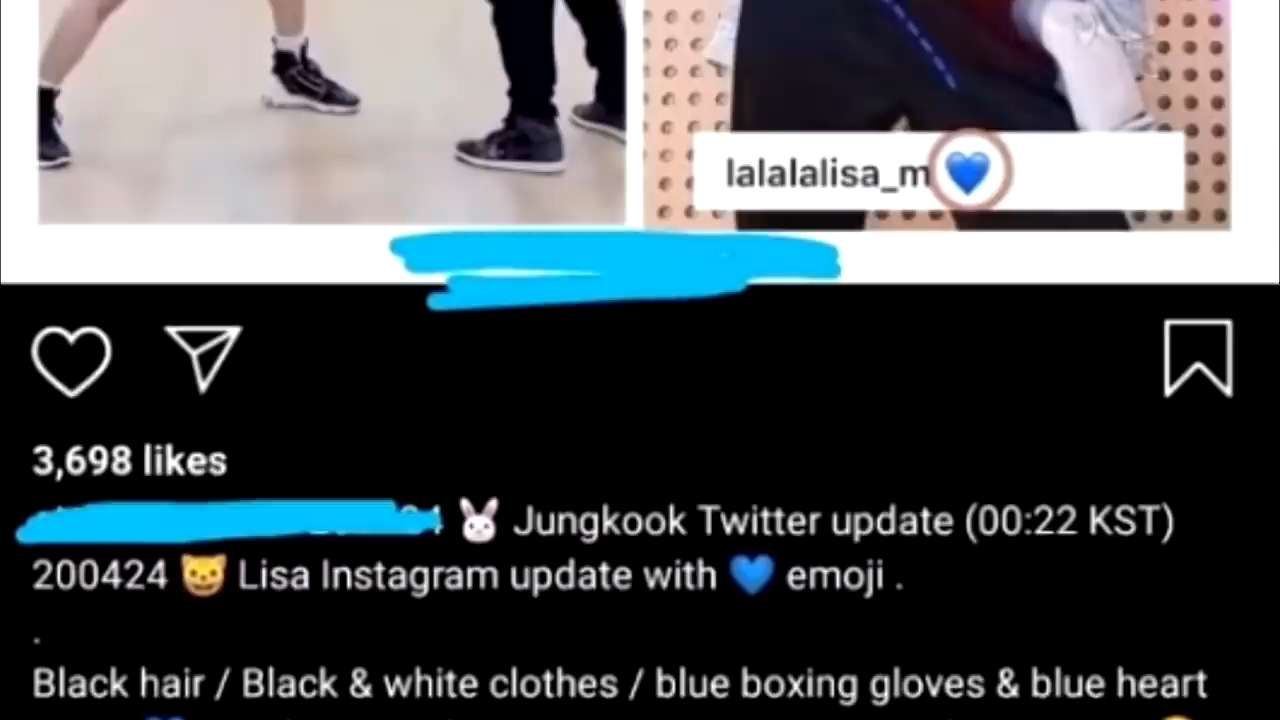 lalalalisa_m 💙
3,698 likes
4 🐰 Jungkook Twitter update (00:22 KST)
200424 😺 Lisa Instagram update with 💙 emoji .
.
Black hair / Black & white clothes / blue boxing gloves & blue heart